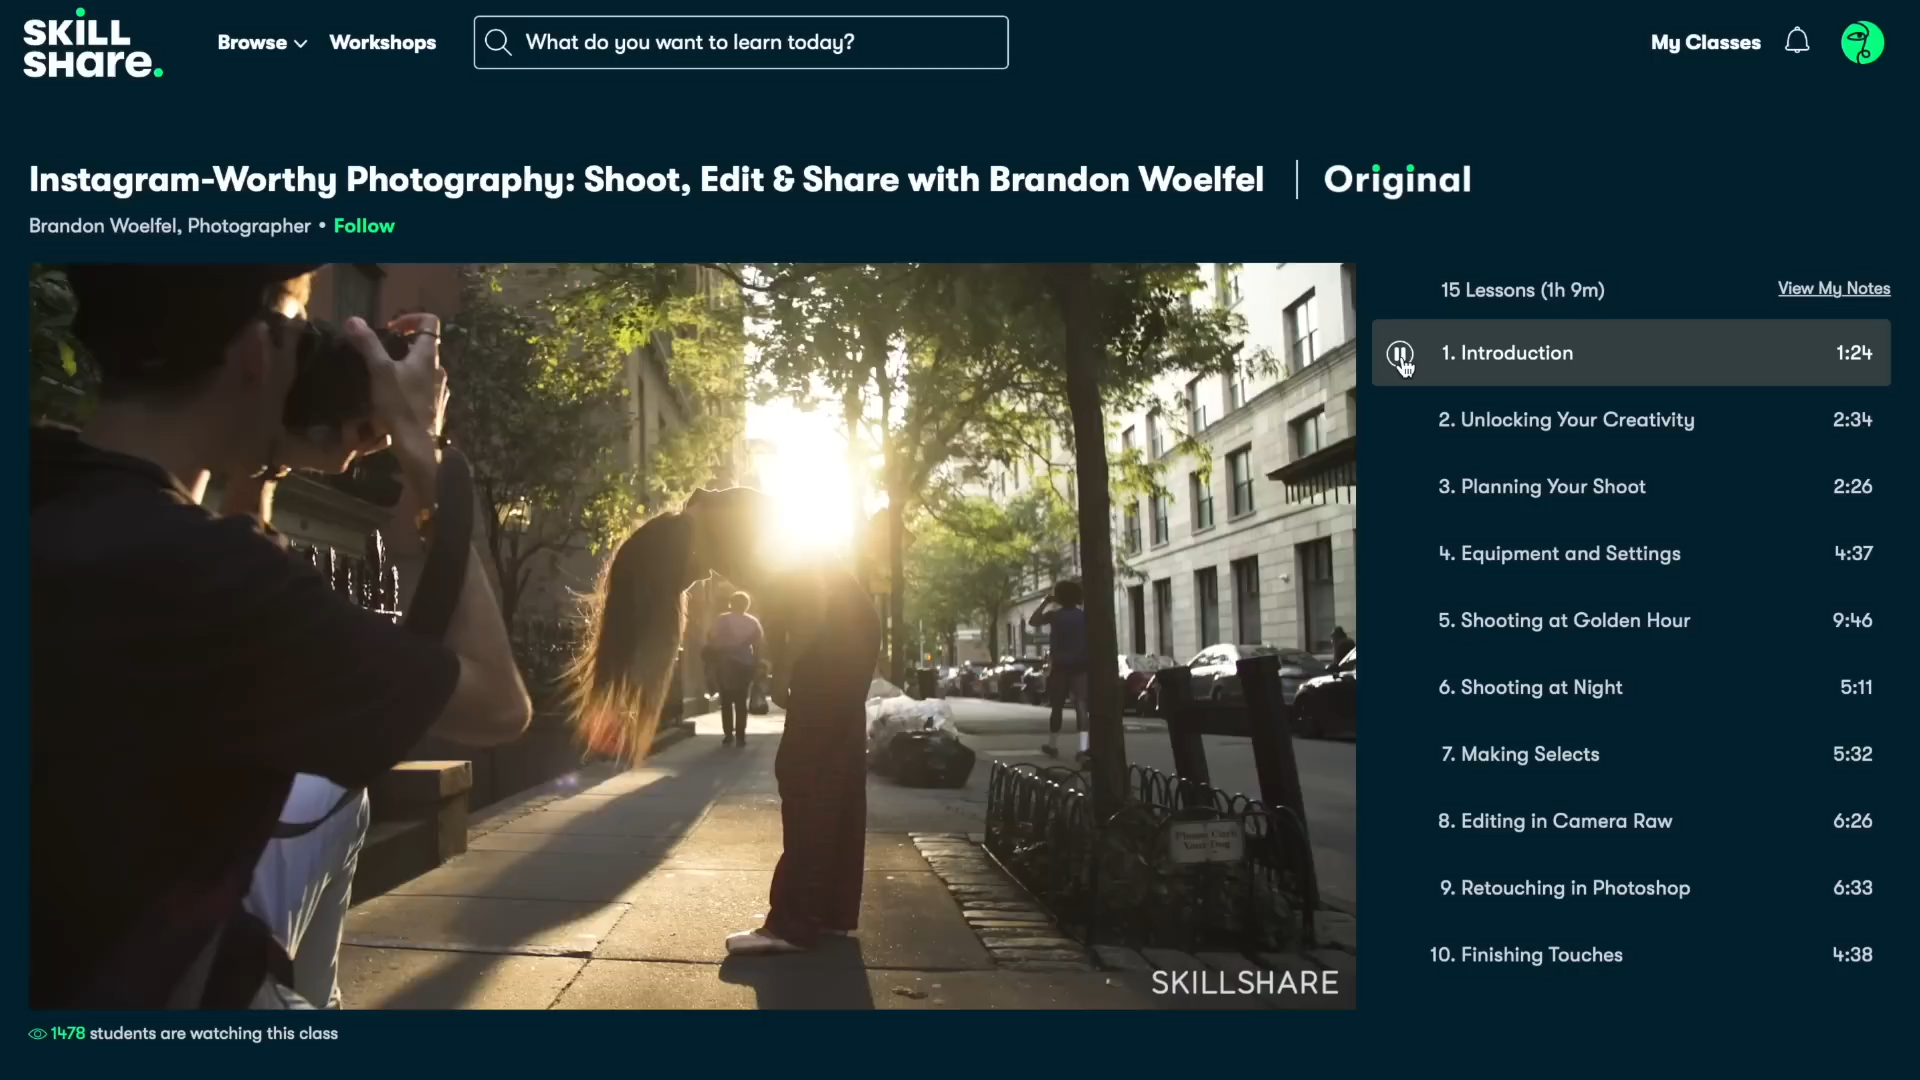 SKiLL
SHare.
Browse
Workshops
What do you want to learn today?
My Classes
Instagram-Worthy Photography: Shoot, Edit & Share with Brandon Woelfel
Original
Brandon Woelfel, Photographer • Follow
15 Lessons (1h 9m)
View My Notes
1. Introduction 1:24
2. Unlocking Your Creativity 2:34
3. Planning Your Shoot 2:26
4. Equipment and Settings 4:37
5. Shooting at Golden Hour 9:46
6. Shooting at Night 5:11
7. Making Selects 5:32
8. Editing in Camera Raw 6:26
9. Retouching in Photoshop 6:33
10. Finishing Touches 4:38
Please Curb
Your Dog
SKILLSHARE
1478 students are watching this class